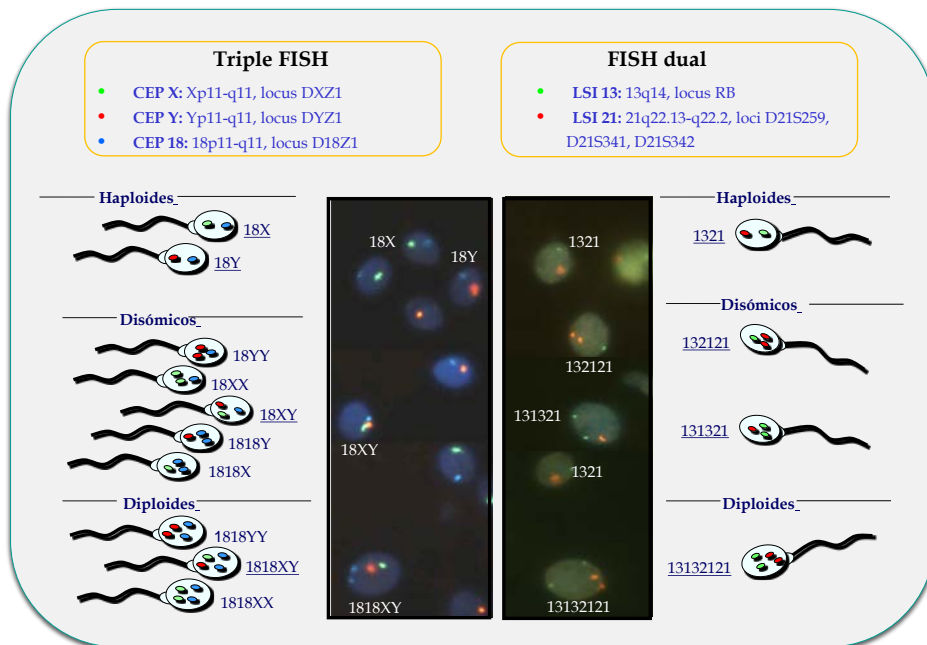 Triple FISH
CEP X: Xp11-q11, locus DXZ1
CEP Y: Yp11-q11, locus DYZ1
CEP 18: 18p11-q11, locus D18Z1
FISH dual
LSI 13: 13q14, locus RB
LSI 21: 21q22.13-q22.2, loci D21S259,
D21S341, D21S342
Haploides
18X
18Y
Disómicos
18YY
18XX
18XY
1818Y
1818X
Diploides
1818YY
1818XY
1818XX
18X
18Y
18XY
1818XY
1321
132121
131321
1321
13132121
Haploides
1321
Disómicos
132121
131321
Diploides
13132121